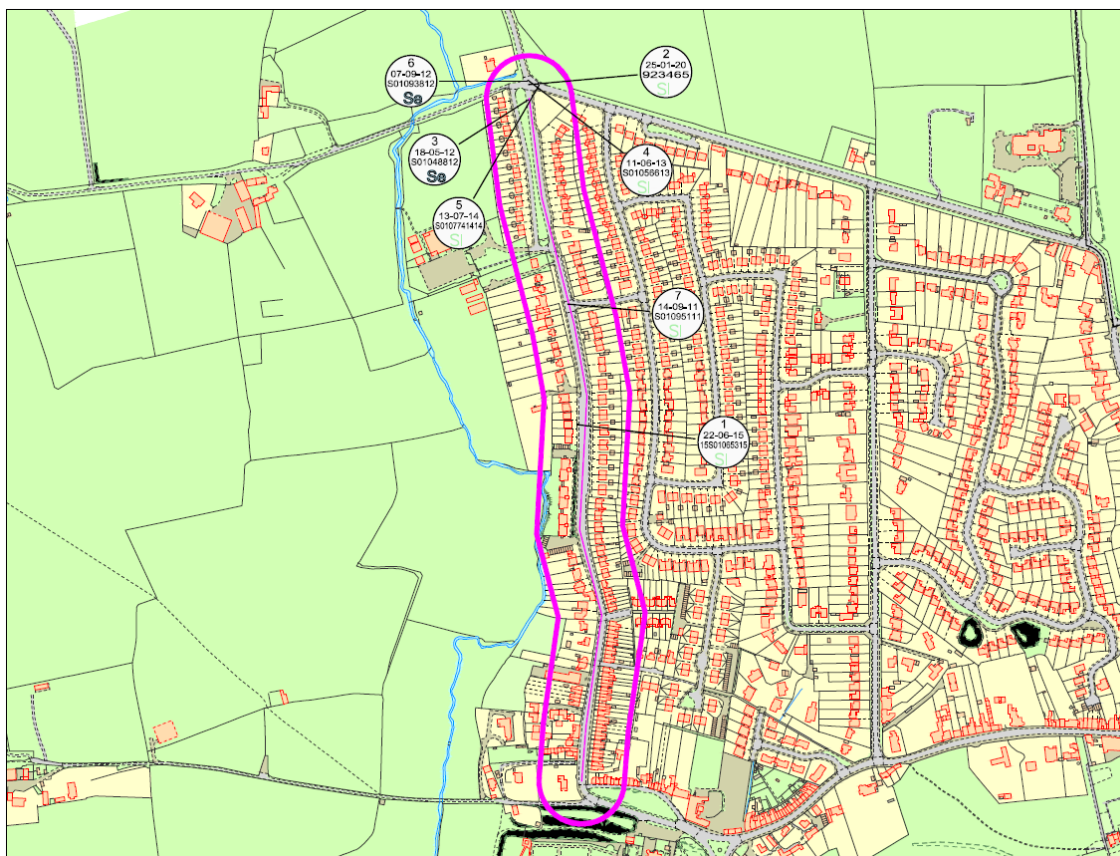 6
07-09-12
S01093812
Se
2
25-01-20
923465
Sl
3
18-05-12
S01048812
Se
4
11-06-13
S01056613
Sl
5
13-07-14
S0107741414
Sl
7
14-09-11
S01095111
Sl
1
22-06-15
15S01065315
Sl